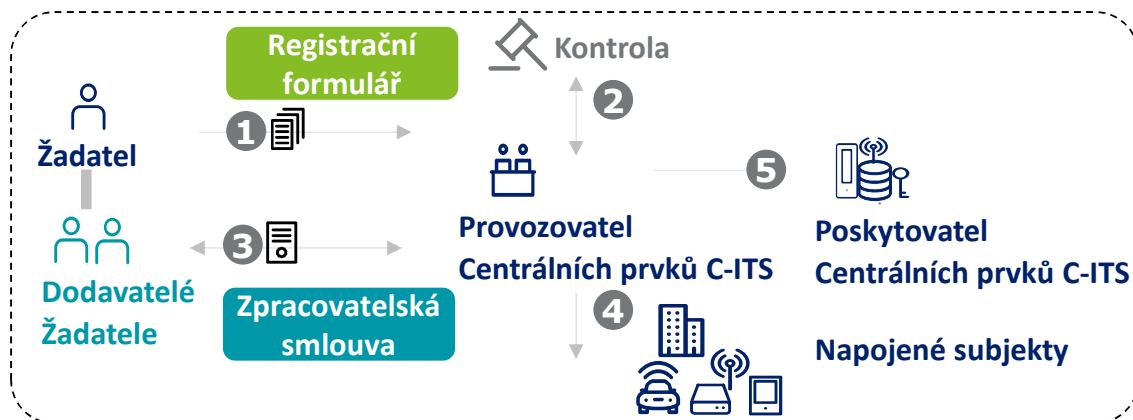 Registrační
formulář
Kontrola
2
1
5
Žadatel
Provozovatel
Centrálních prvků C-ITS
Poskytovatel
Centrálních prvků C-ITS
3
Dodavatelé
Žadatele
Zpracovatelská
smlouva
4
Napojené subjekty